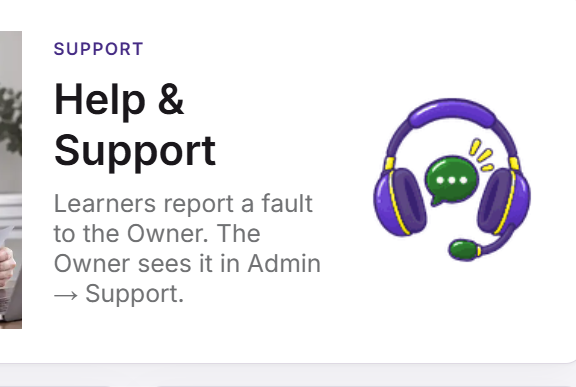 SUPPORT
Help &
Support
Learners report a fault
to the Owner. The
Owner sees it in Admin
→ Support.